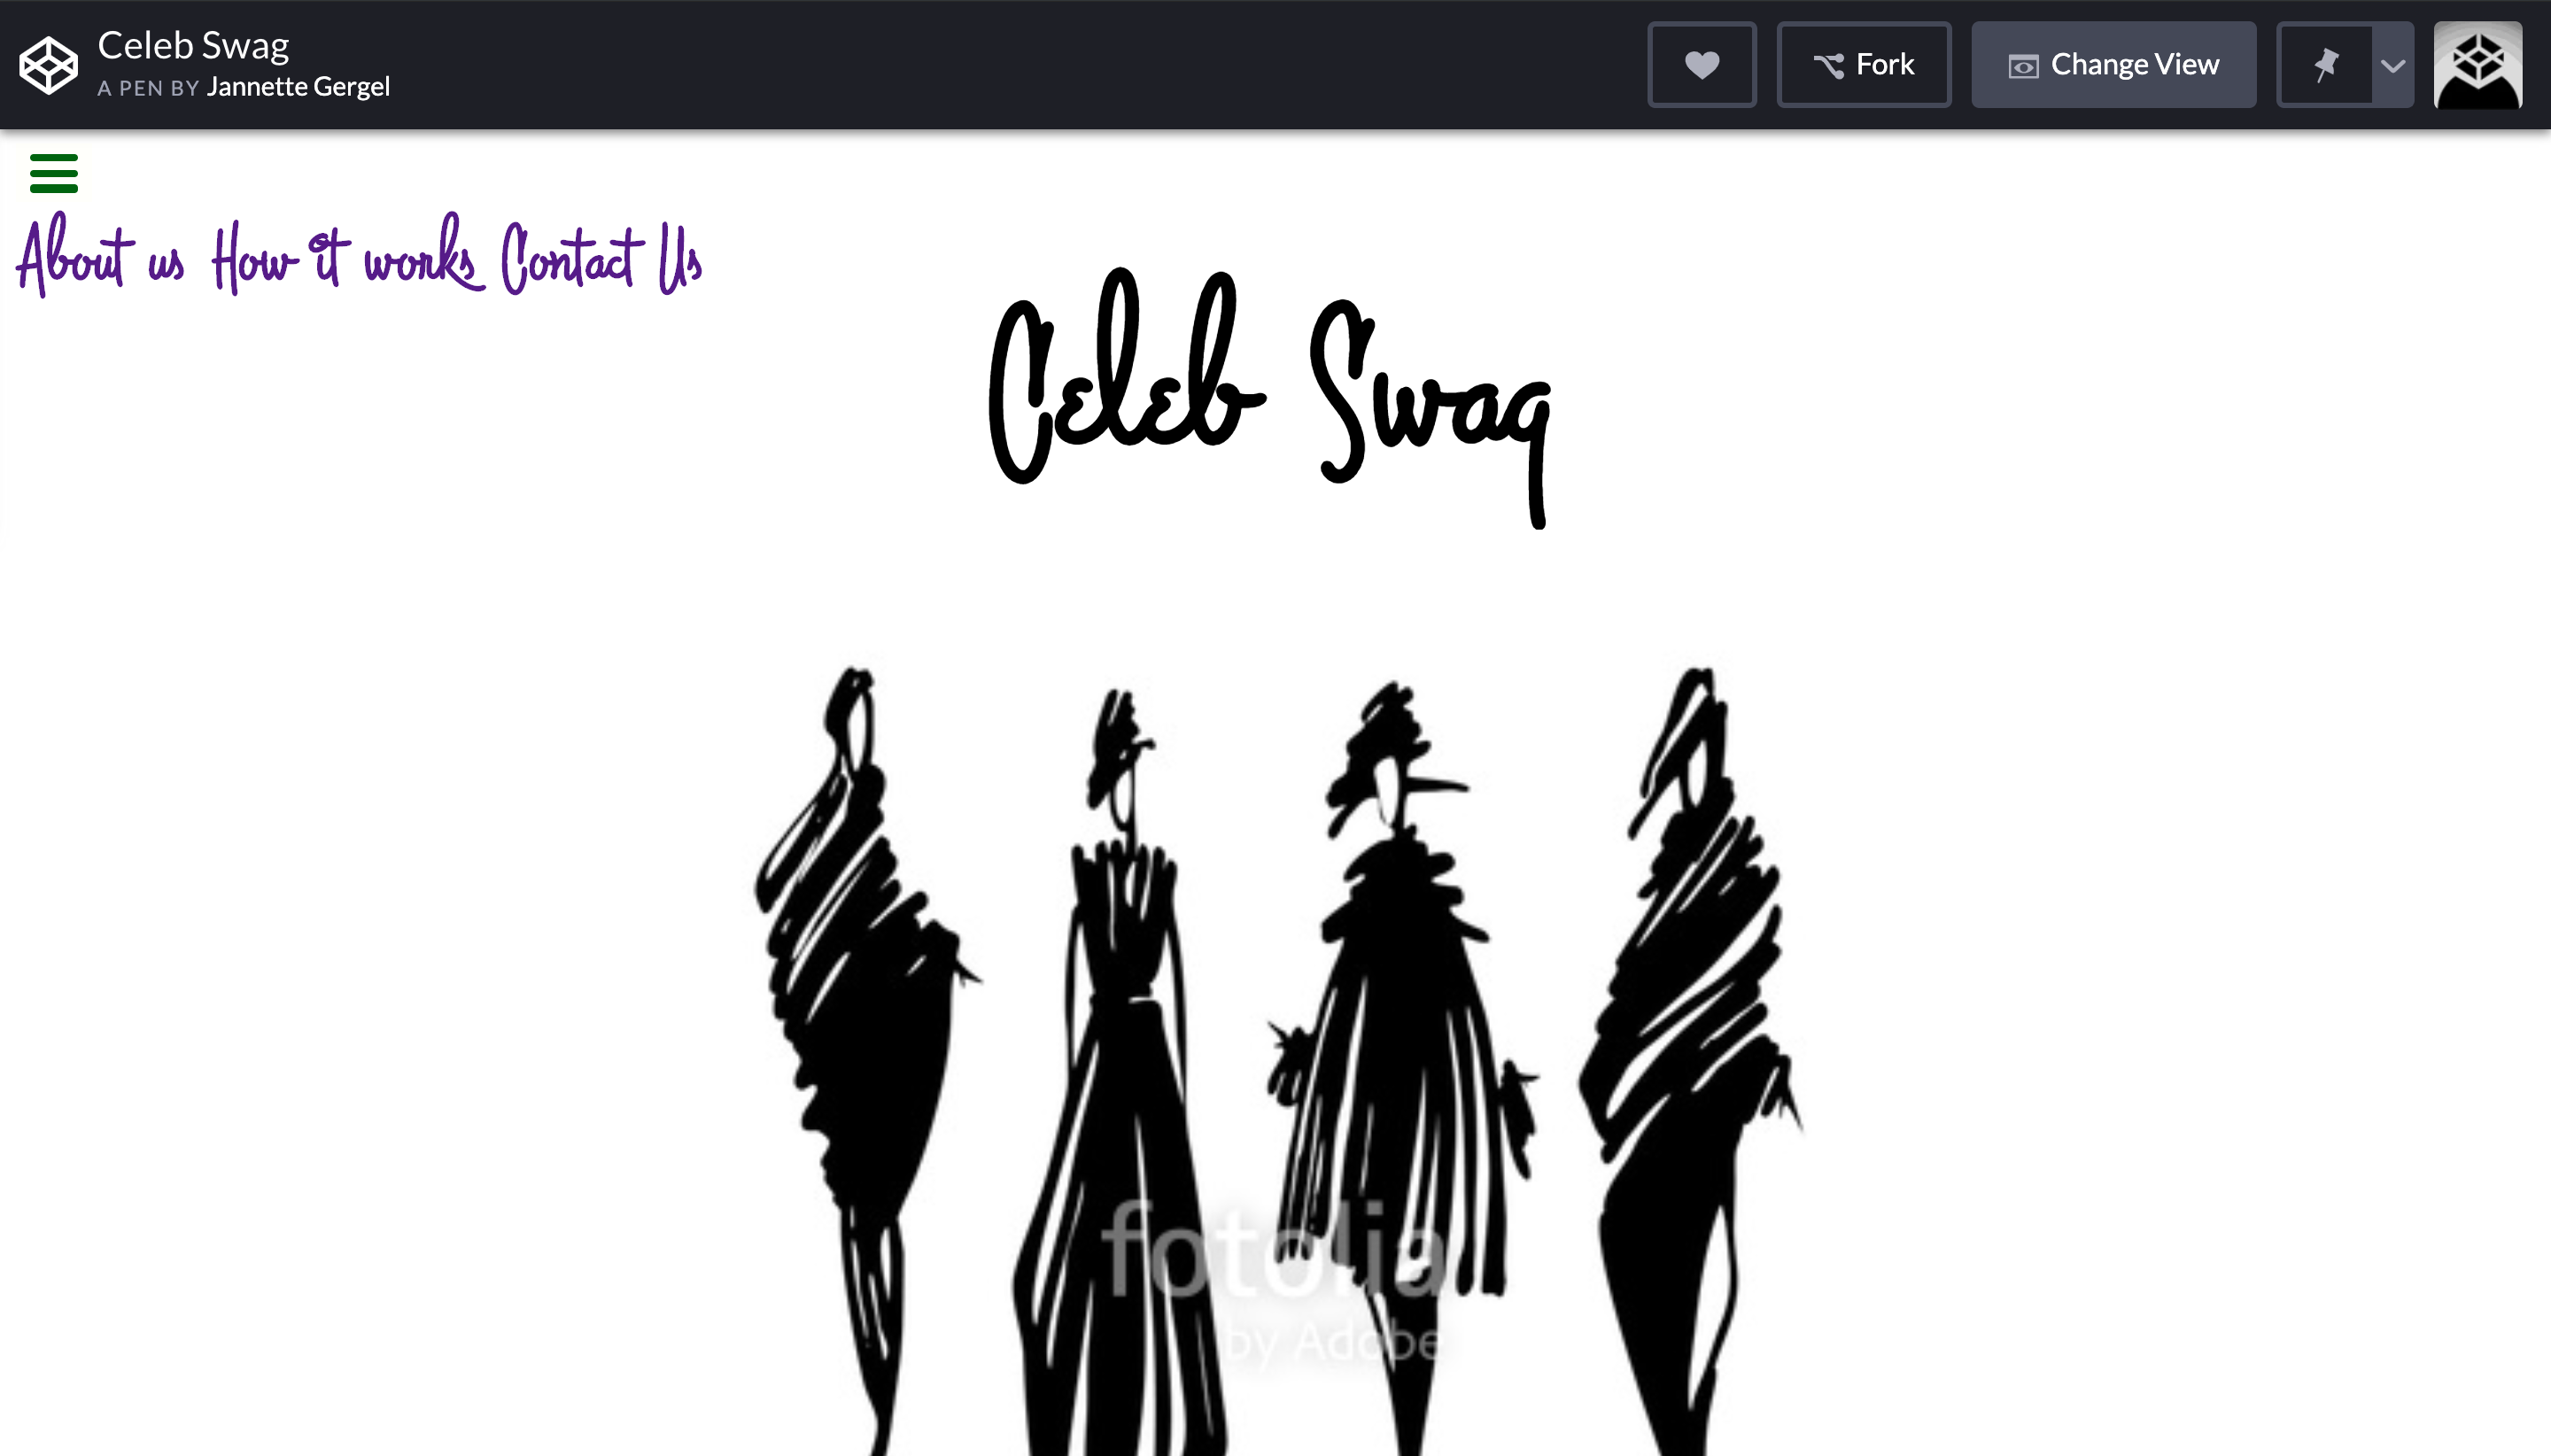 Celeb Swag
A PEN BY Jannette Gergel
Fork
Change View
About us How it works Contact Us
Celeb Swag
fotolia
by Adobe